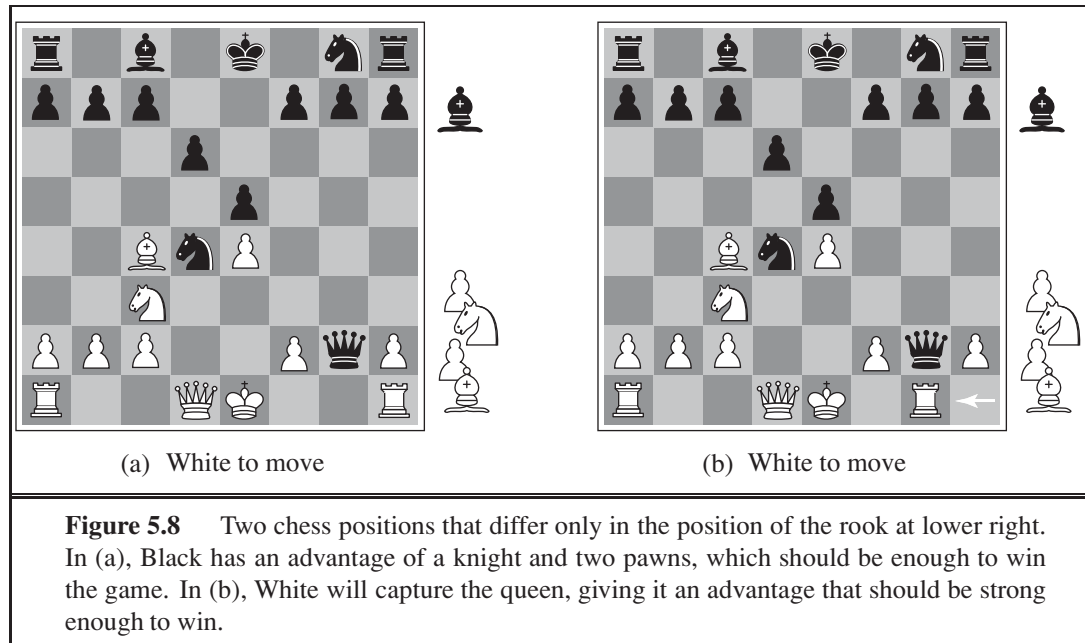 (a) White to move
(b) White to move
Figure 5.8 Two chess positions that differ only in the position of the rook at lower right.
In (a), Black has an advantage of a knight and two pawns, which should be enough to win
the game. In (b), White will capture the queen, giving it an advantage that should be strong
enough to win.